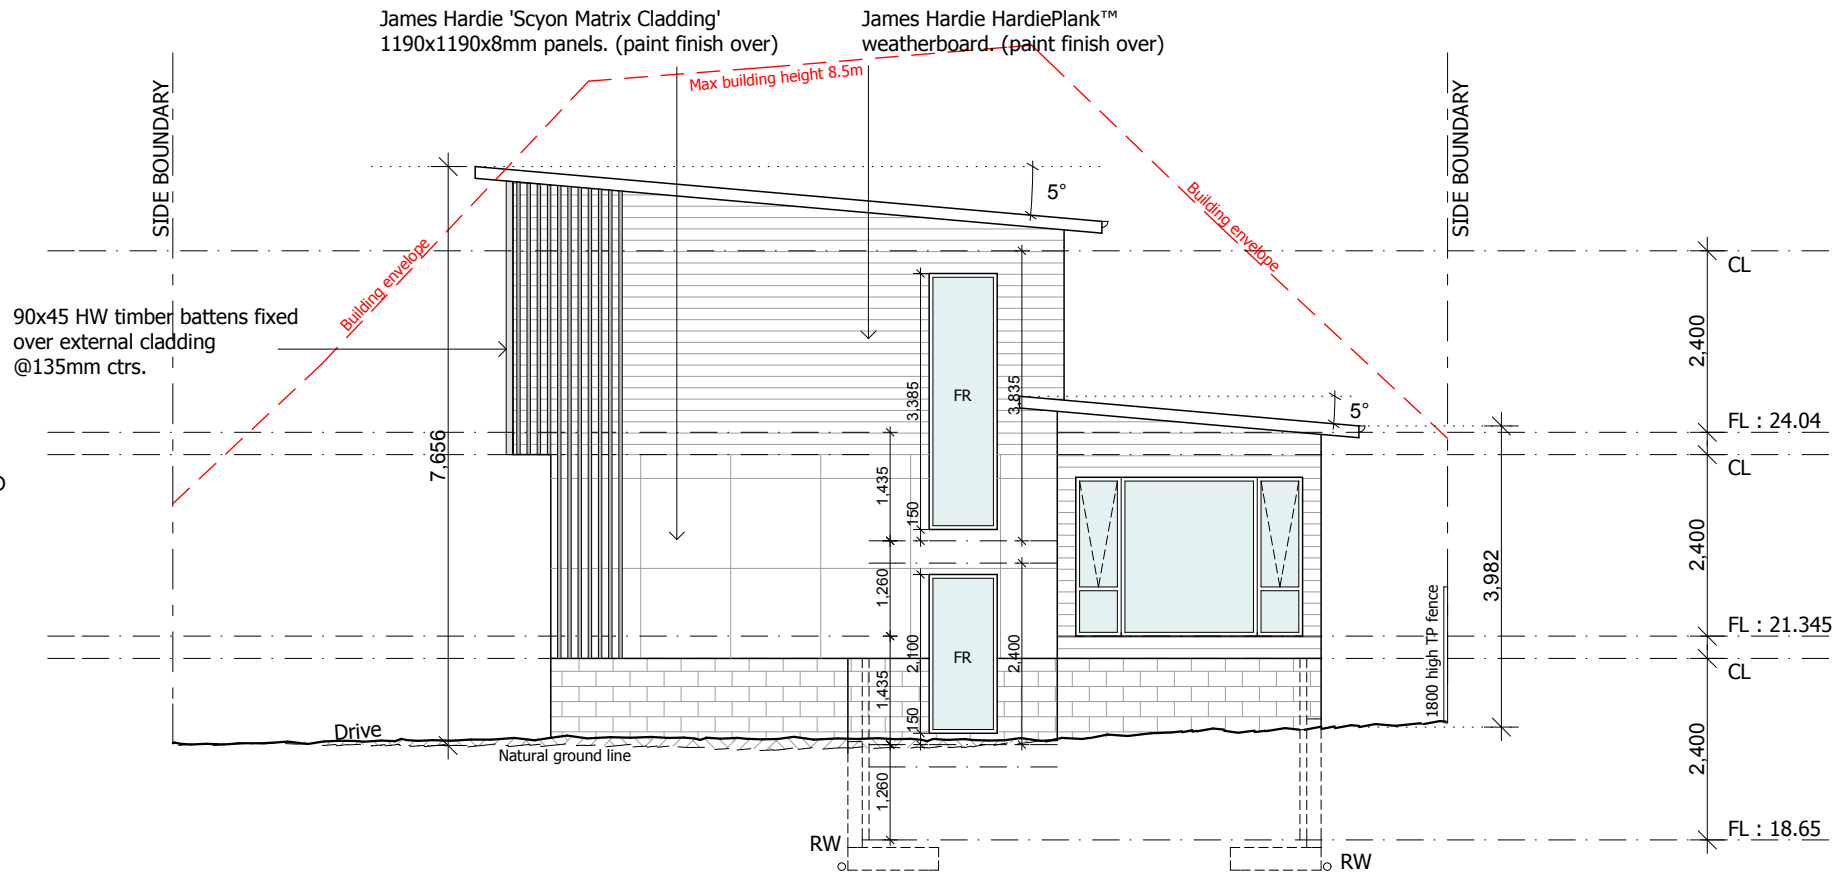 James Hardie 'Scyon Matrix Cladding'
1190x1190x8mm panels. (paint finish over)
James Hardie HardiePlank™
weatherboard. (paint finish over)
Max building height 8.5m
SIDE BOUNDARY
SIDE BOUNDARY
5°
Building envelope
Building envelope
CL
90x45 HW timber battens fixed
over external cladding
@135mm ctrs.
2,400
3,385
FR
3,835
5°
FL : 24.04
7,656
CL
1,435
150
2,400
3,982
1,260
1800 high TP fence
FL : 21.345
2,100
FR
2,400
CL
1,435
150
Drive
Natural ground line
2,400
1,260
FL : 18.65
RW
RW